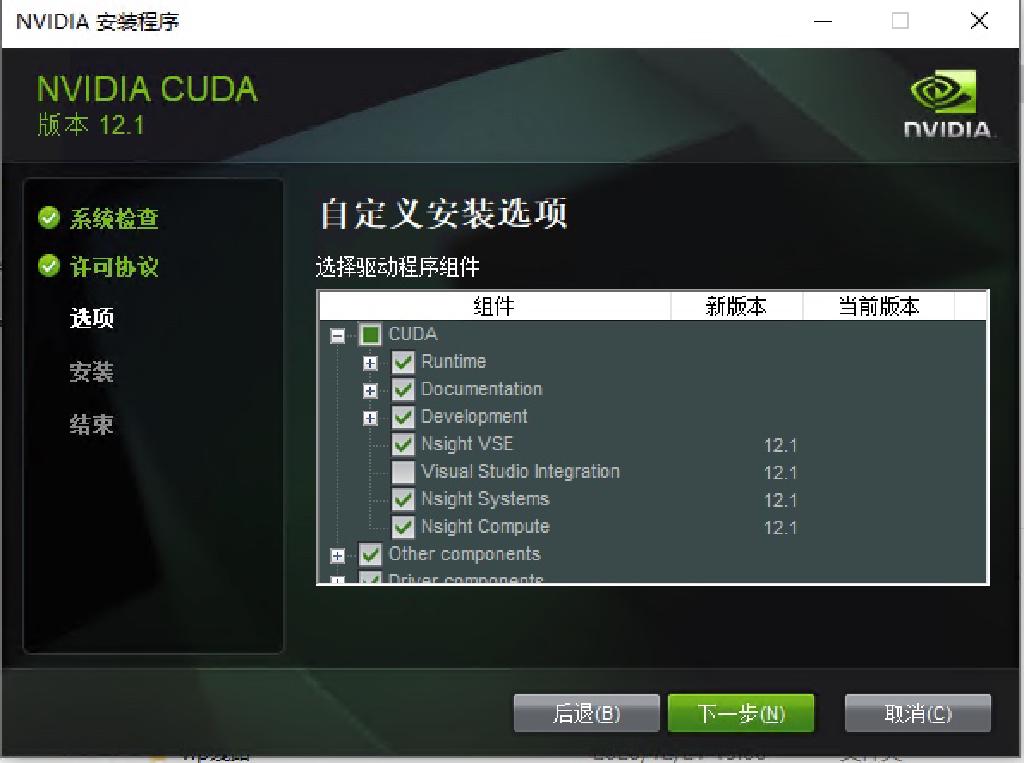 NVIDIA 安装程序
NVIDIA CUDA
版本 12.1
NVIDIA.
系统检查
许可协议
选项
安装
结束
自定义安装选项
选择驱动程序组件
组件 新版本 当前版本
CUDA
Runtime
Documentation
Development
Nsight VSE 12.1
Visual Studio Integration 12.1
Nsight Systems 12.1
Nsight Compute 12.1
Other components
Driver components
后退(B) 下一步(N) 取消(C)